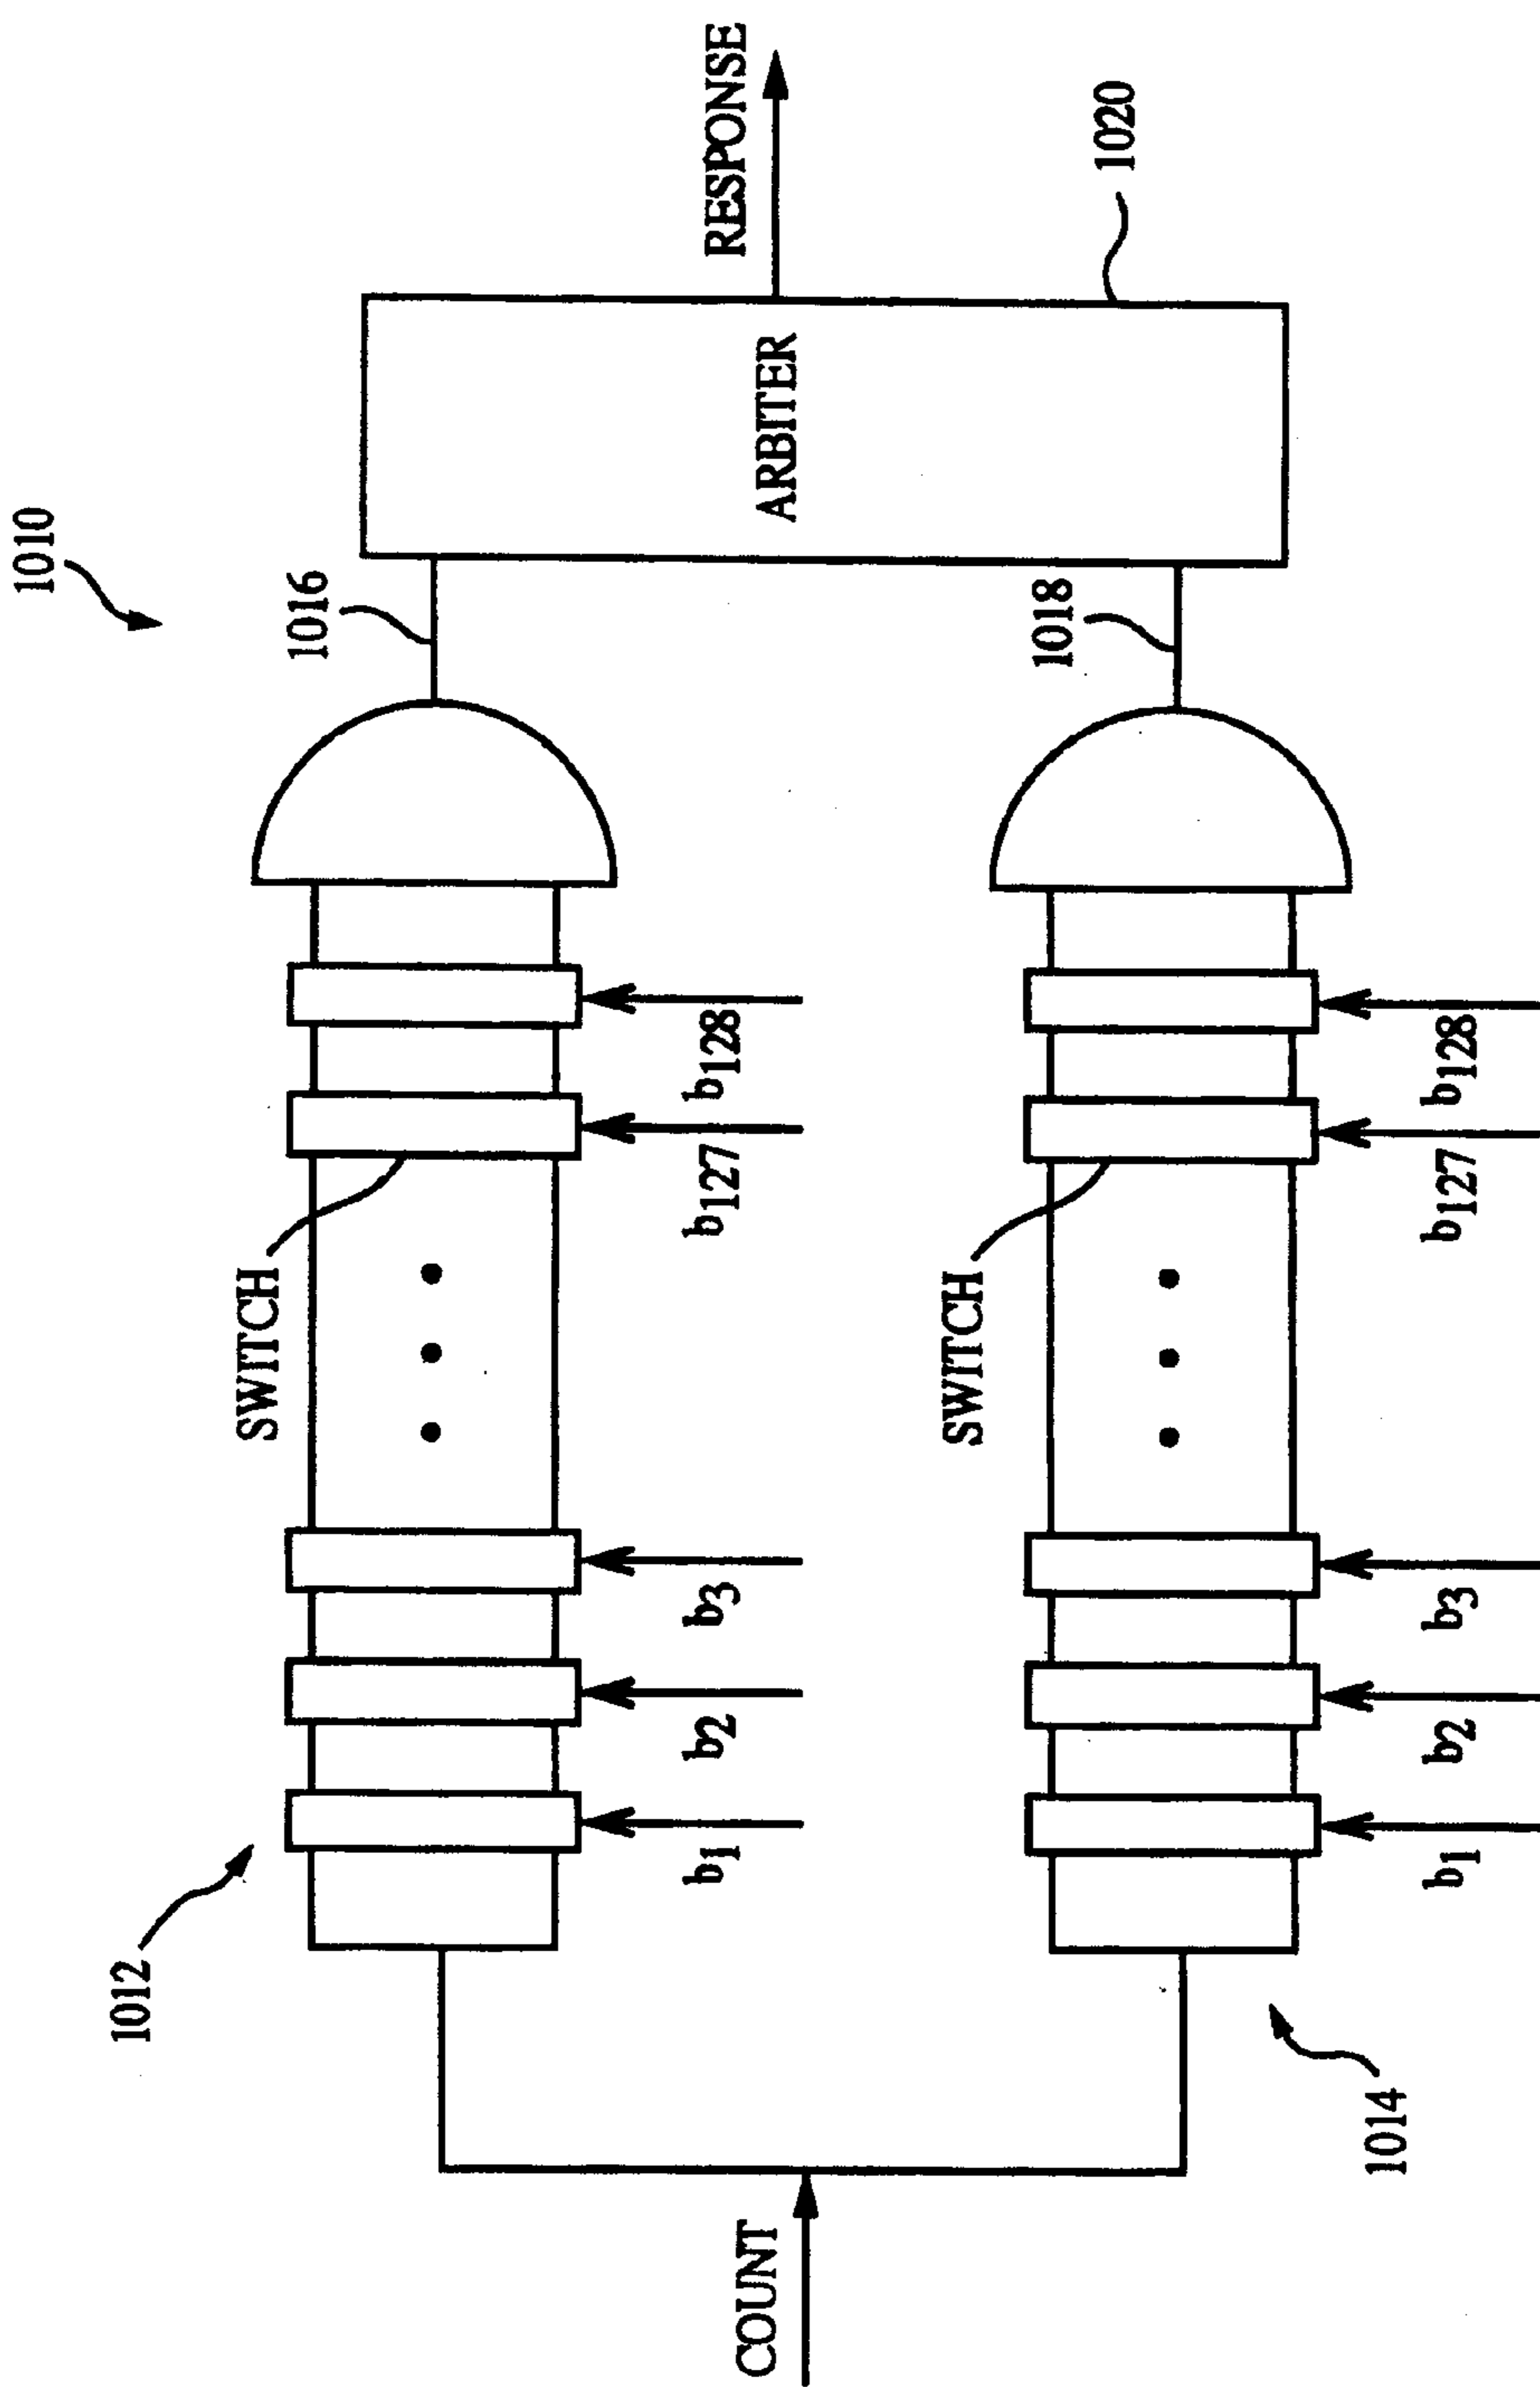 1010
1012
SWITCH
1016
b1
b2
b3
b127
b128
RESPONSE
COUNT
ARBITER
SWITCH
1018
1020
1014
b1
b2
b3
b127
b128